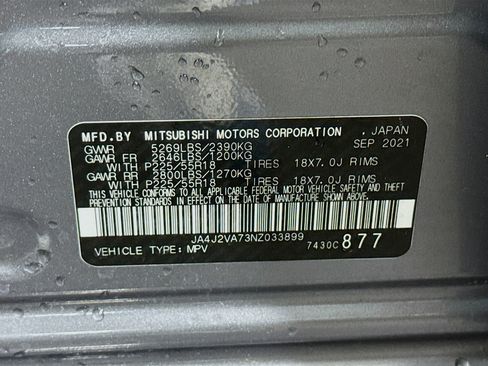 MFD.BY MITSUBISHI MOTORS CORPORATION , JAPAN
GVWR 5269LBS/2390KG SEP 2021
GAWR FR 2646LBS/1200KG
WITH P225/55R18 TIRES 18X7.0J RIMS
GAWR RR 2800LBS/1270KG
WITH P225/55R18 TIRES 18X7.0J RIMS
THIS VEHICLE CONFORMS TO ALL APPLICABLE FEDERAL MOTOR VEHICLE SAFETY AND THEFT
PREVENTION STANDARDS IN EFFECT ON THE DATE OF MANUFACTURE SHOWN ABOVE.
JA4J2VA73NZ033899
VEHICLE TYPE: MPV 7430C 877